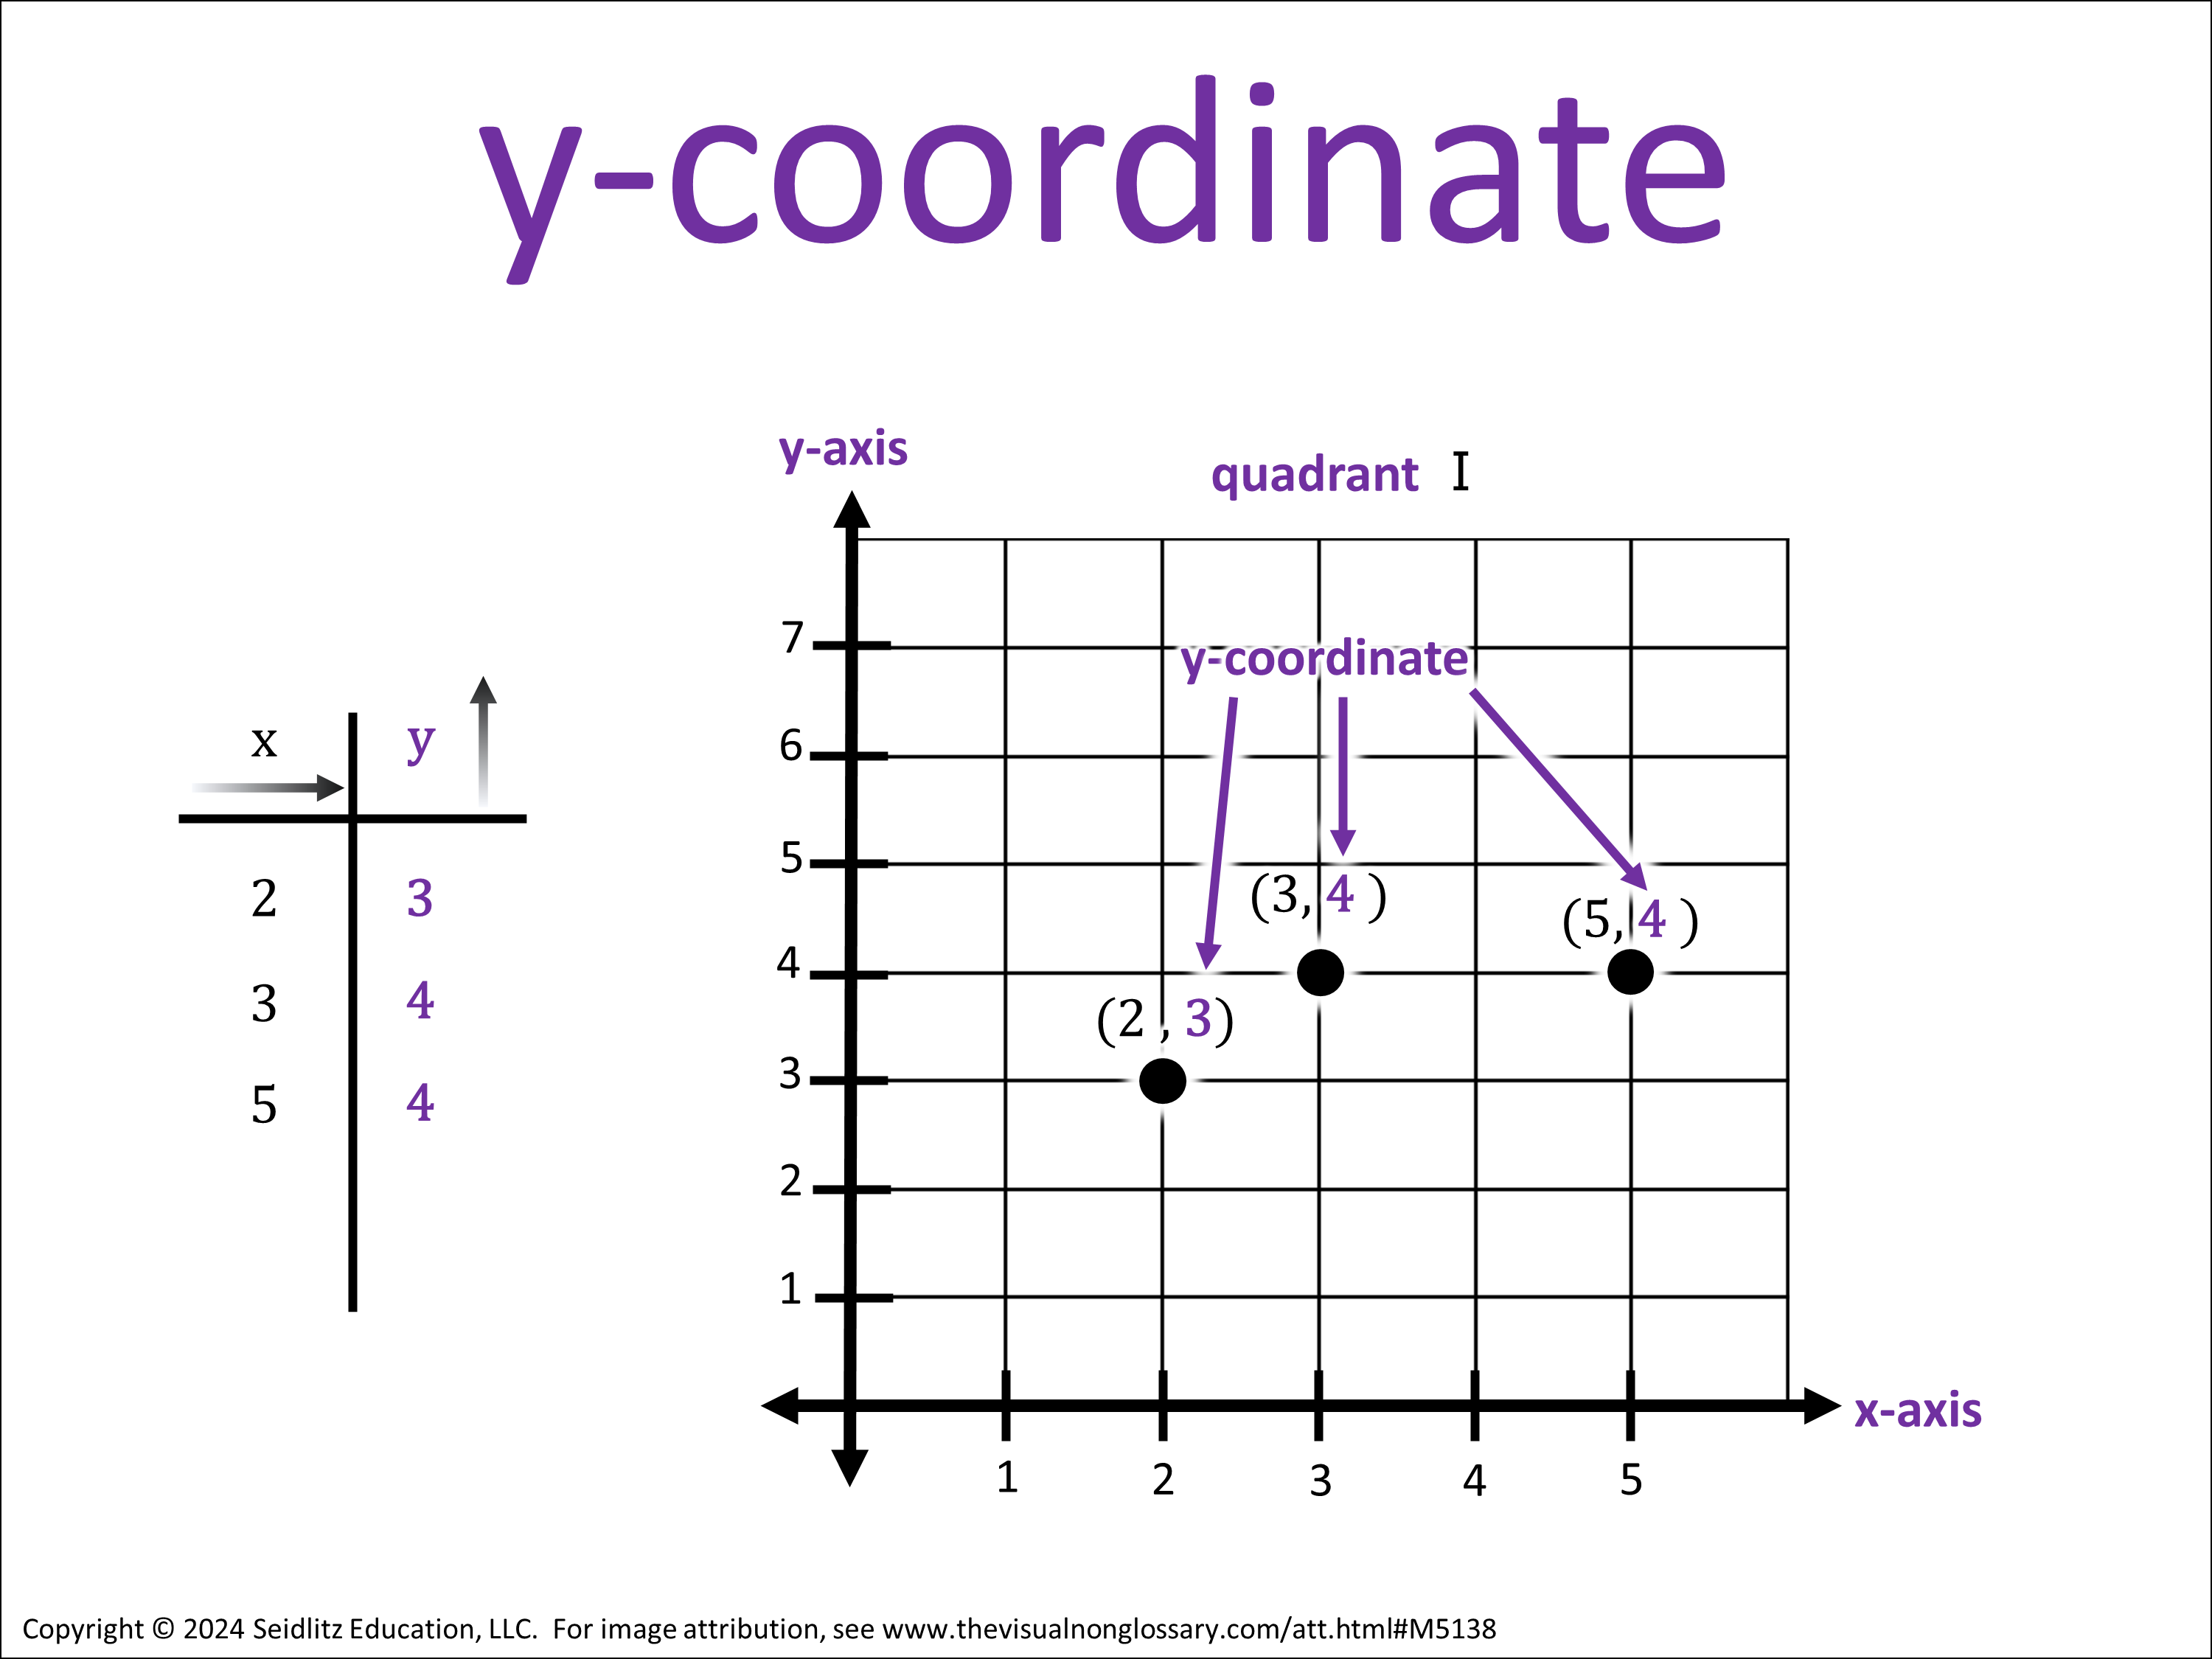 y-coordinate
y-axis
quadrant I
7
y-coordinate
x y
6
5
2 3
(3, 4 )
(5, 4 )
4
3 4
(2 , 3)
3
5 4
2
1
x-axis
1 2 3 4 5
Copyright © 2024 Seidlitz Education, LLC. For image attribution, see www.thevisualnonglossary.com/att.html#M5138